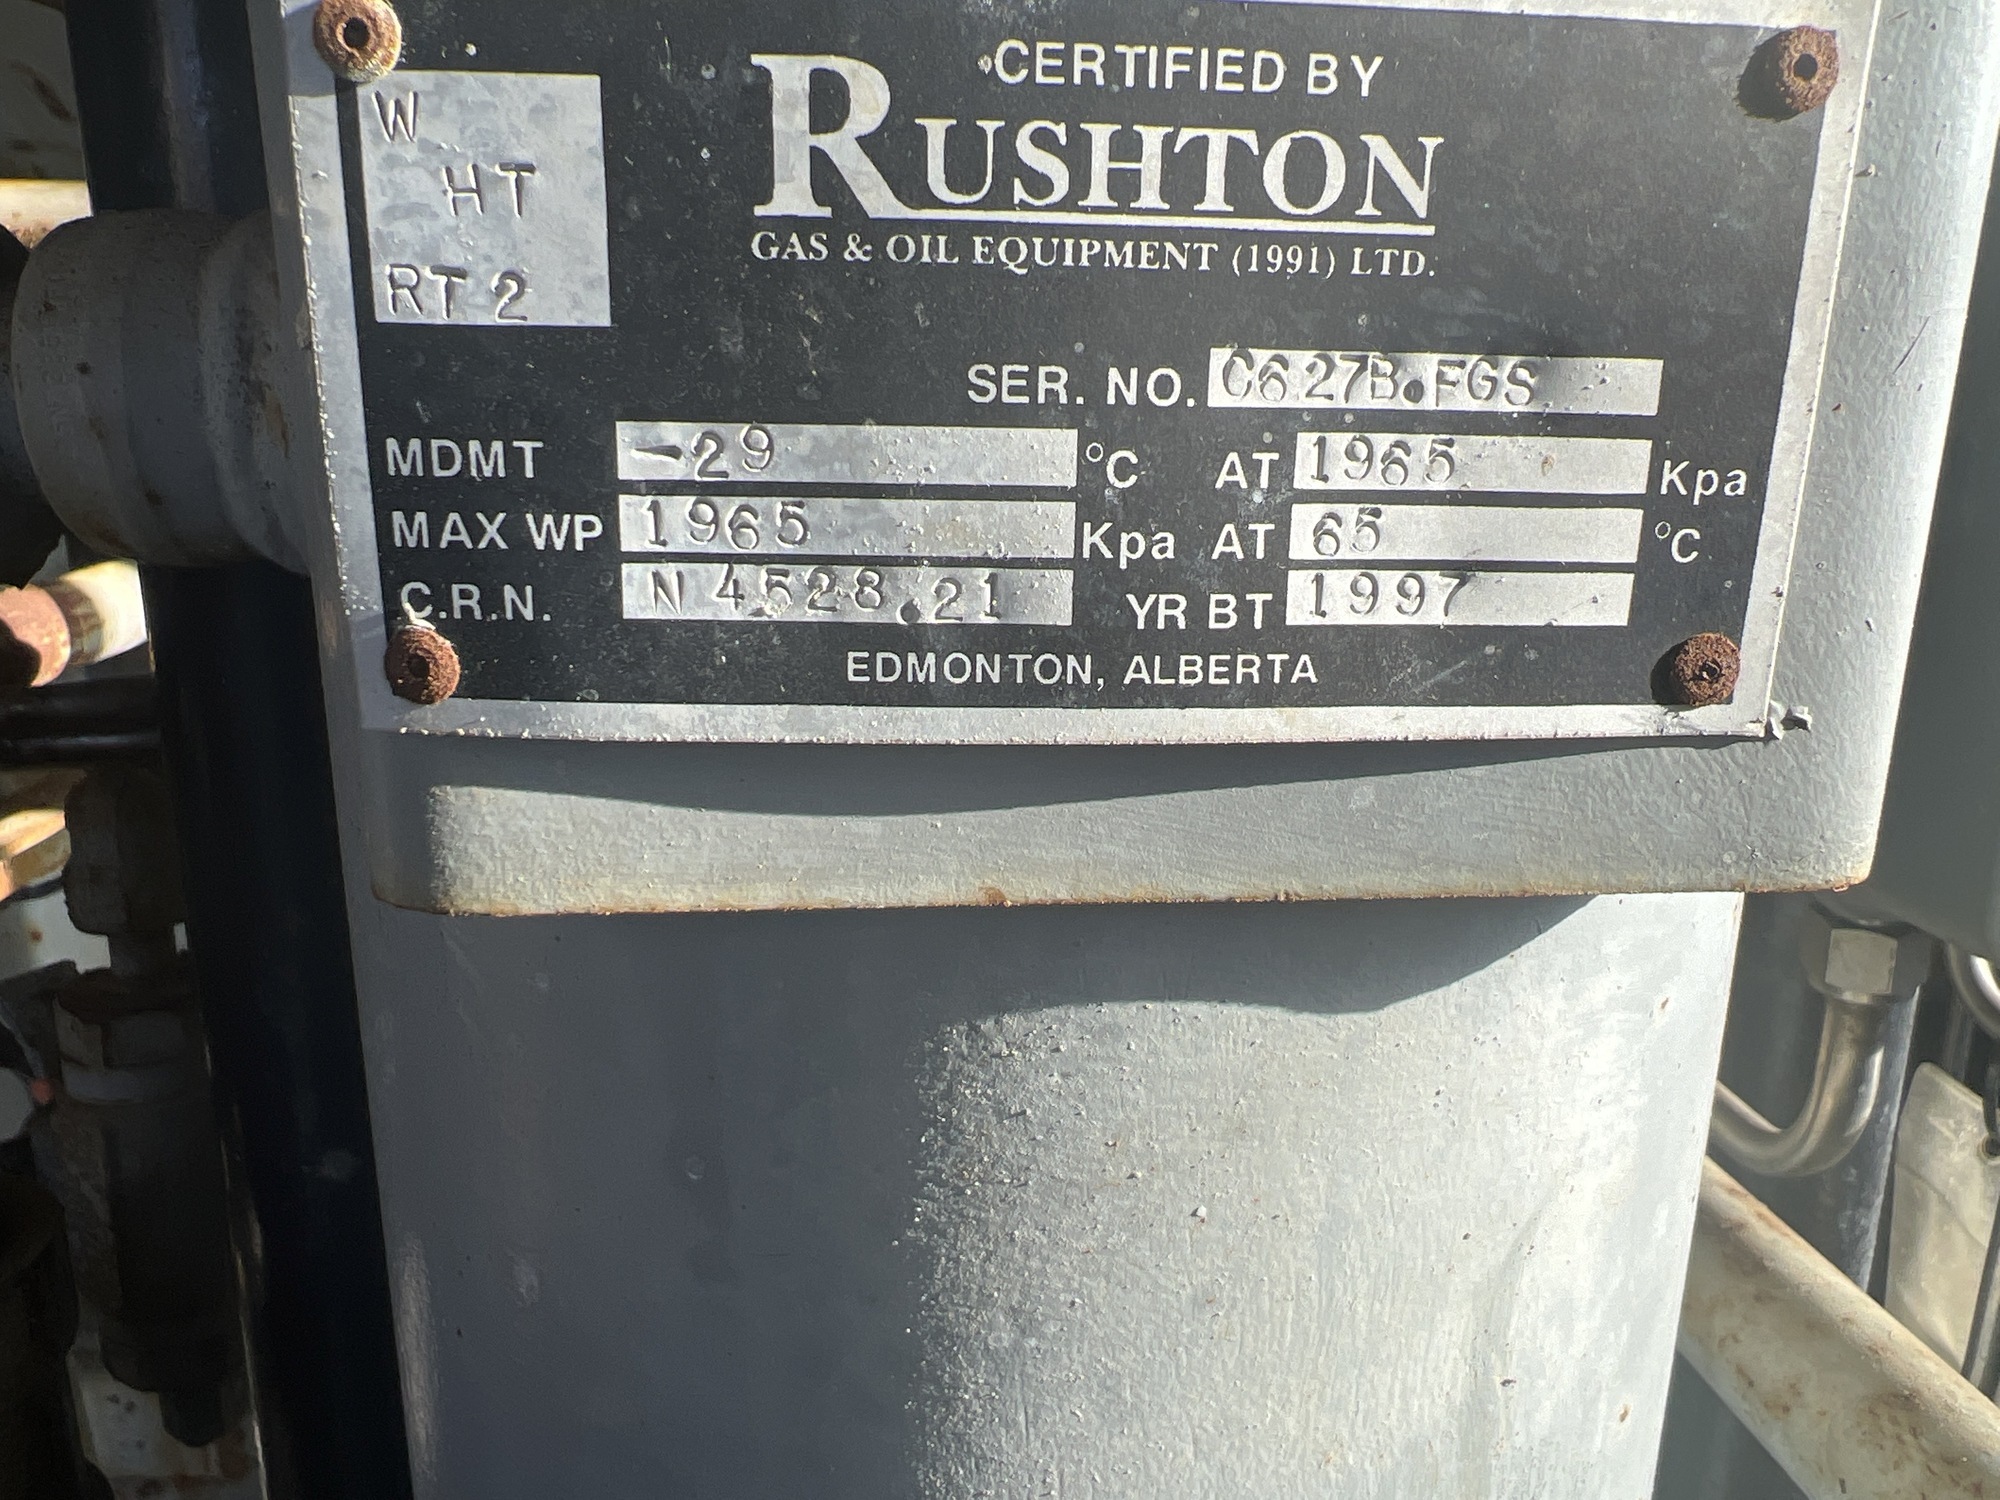 W
HT
RT 2
CERTIFIED BY
RUSHTON
GAS & OIL EQUIPMENT (1991) LTD.
SER. NO. C627B.FGS
MDMT -29 °C AT 1965 Kpa
MAX WP 1965 Kpa AT 65 °C
C.R.N. N4528.21 YR BT 1997
EDMONTON, ALBERTA